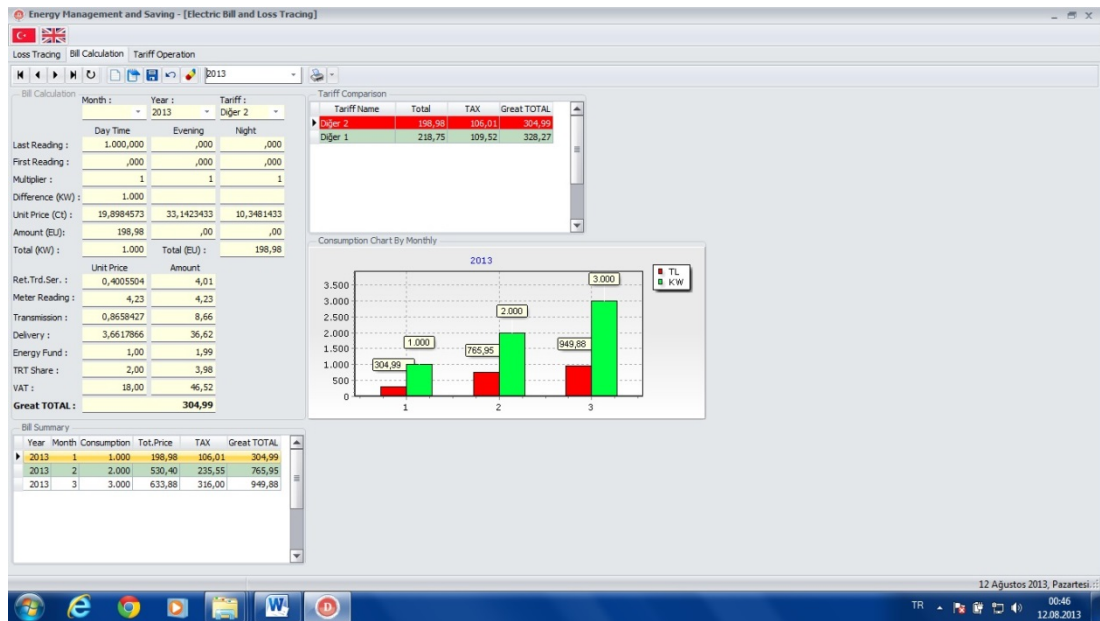 Energy Management and Saving - [Electric Bill and Loss Tracing]
Loss Tracing Bill Calculation Tariff Operation
2013
Bill Calculation
Month : Year : Tariff :
2013 Diğer 2
Day Time Evening Night
Last Reading : 1.000,000 ,000 ,000
First Reading : ,000 ,000 ,000
Multiplier : 1 1 1
Difference (KW) : 1.000
Unit Price (Ct) : 19,8984573 33,1423433 10,3481433
Amount (EU): 198,98 ,00 ,00
Total (KW) : 1.000 Total (EU) : 198,98
Unit Price Amount
Ret.Trd.Ser. : 0,4005504 4,01
Meter Reading : 4,23 4,23
Transmission : 0,8658427 8,66
Delivery : 3,6617866 36,62
Energy Fund : 1,00 1,99
TRT Share : 2,00 3,98
VAT : 18,00 46,52
Great TOTAL : 304,99
Bill Summary
Year Month Consumption Tot.Price TAX Great TOTAL
2013 1 1.000 198,98 106,01 304,99
2013 2 2.000 530,40 235,55 765,95
2013 3 3.000 633,88 316,00 949,88
Tariff Comparison
Tariff Name Total TAX Great TOTAL
Diğer 2 198,98 106,01 304,99
Diğer 1 218,75 109,52 328,27
Consumption Chart By Monthly
2013
TL
KW
3.500
3.000
2.500
2.000
1.500
1.000
500
0
304,99
1.000
765,95
2.000
949,88
3.000
1 2 3
12 Ağustos 2013, Pazartesi
TR
00:46
12.08.2013